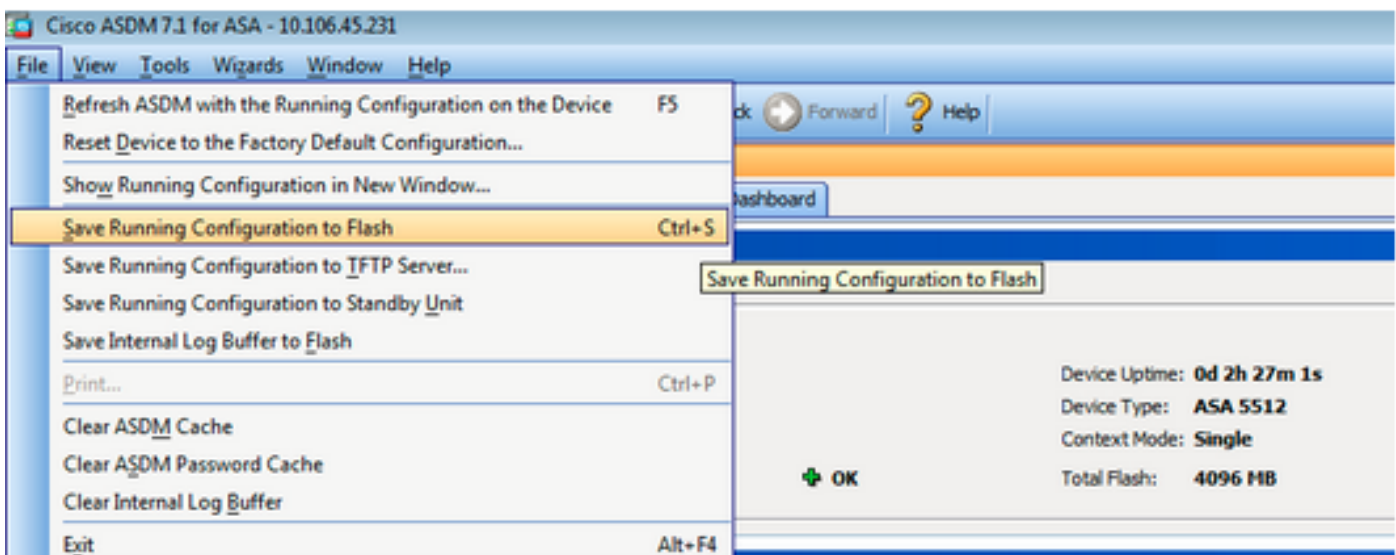 Cisco ASDM 7.1 for ASA - 10.106.45.231
File View Tools Wizards Window Help
Refresh ASDM with the Running Configuration on the Device F5
ck Forward Help
Reset Device to the Factory Default Configuration...
Show Running Configuration in New Window...
Dashboard
Save Running Configuration to Flash Ctrl+S
Save Running Configuration to TFTP Server...
Save Running Configuration to Flash
Save Running Configuration to Standby Unit
Save Internal Log Buffer to Flash
Print... Ctrl+P
Device Uptime: 0d 2h 27m 1s
Device Type: ASA 5512
Clear ASDM Cache
Context Mode: Single
Clear ASDM Password Cache
OK
Total Flash: 4096 MB
Clear Internal Log Buffer
Exit Alt+F4